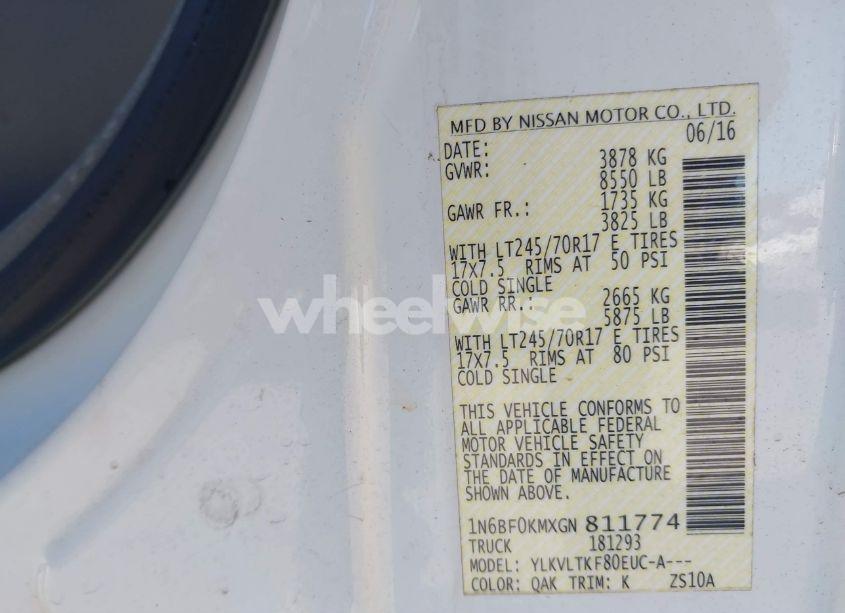 MFD BY NISSAN MOTOR CO., LTD.
DATE: 06/16
GVWR: 3878 KG
8550 LB
GAWR FR.: 1735 KG
3825 LB
WITH LT245/70R17 E TIRES
17X7.5 RIMS AT 50 PSI
COLD SINGLE
GAWR RR.: 2665 KG
5875 LB
WITH LT245/70R17 E TIRES
17X7.5 RIMS AT 80 PSI
COLD SINGLE
THIS VEHICLE CONFORMS TO
ALL APPLICABLE FEDERAL
MOTOR VEHICLE SAFETY
STANDARDS IN EFFECT ON
THE DATE OF MANUFACTURE
SHOWN ABOVE.
1N6BF0KMXGN 811774
TRUCK 181293
MODEL: YLKVLTKF80EUC-A---
COLOR: QAK TRIM: K ZS10A
wheelwise